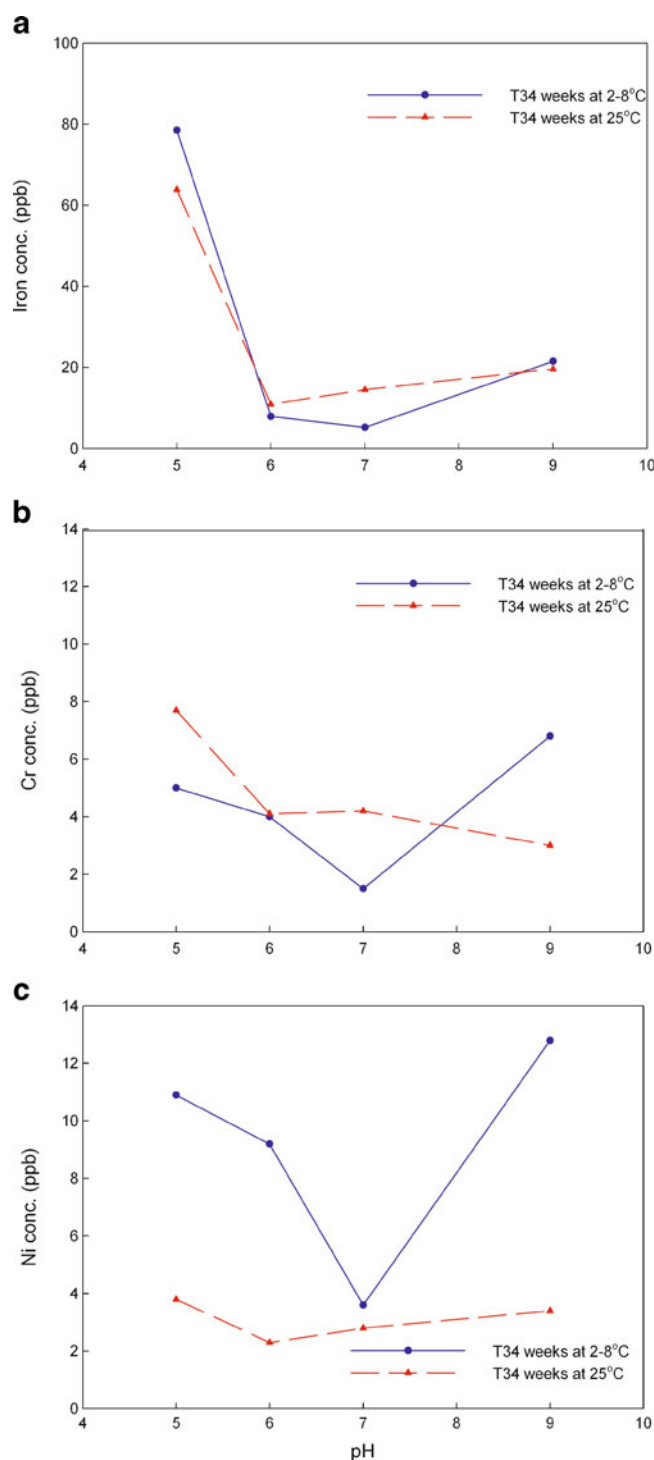 a
100
80
60
40
20
0
Iron conc. (ppb)
T34 weeks at 2-8°C
T34 weeks at 25°C
4 5 6 7 8 9 10
b
14
12
10
8
6
4
2
0
Cr conc. (ppb)
T34 weeks at 2-8°C
T34 weeks at 25°C
4 5 6 7 8 9 10
c
14
12
10
8
6
4
2
0
Ni conc. (ppb)
T34 weeks at 2-8°C
T34 weeks at 25°C
4 5 6 7 8 9 10
pH